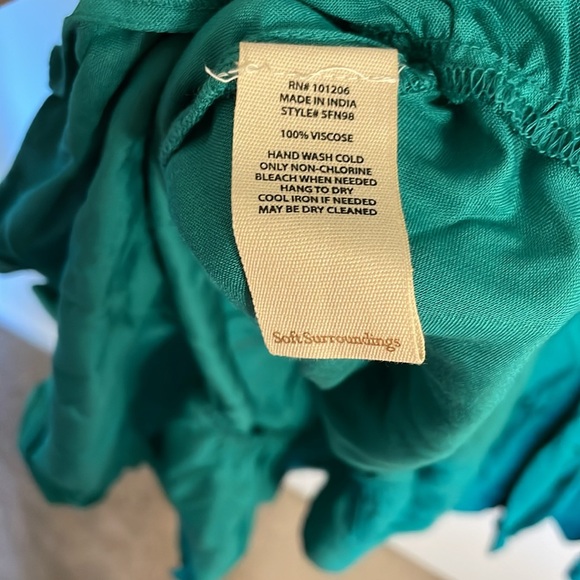 RN# 101206
MADE IN INDIA
STYLE# 5FN98
100% VISCOSE
HAND WASH COLD
ONLY NON-CHLORINE
BLEACH WHEN NEEDED
HANG TO DRY
COOL IRON IF NEEDED
MAY BE DRY CLEANED
Soft Surroundings